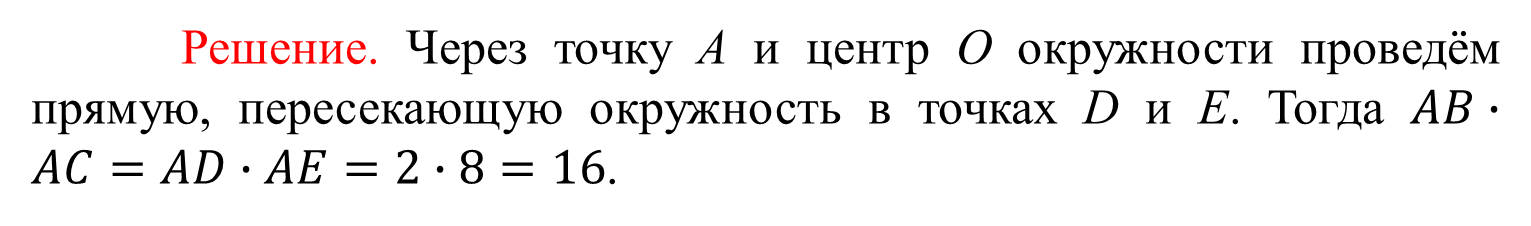 Решение. Через точку A и центр O окружности проведём
прямую, пересекающую окружность в точках D и E. Тогда AB ·
AC = AD · AE = 2 · 8 = 16.